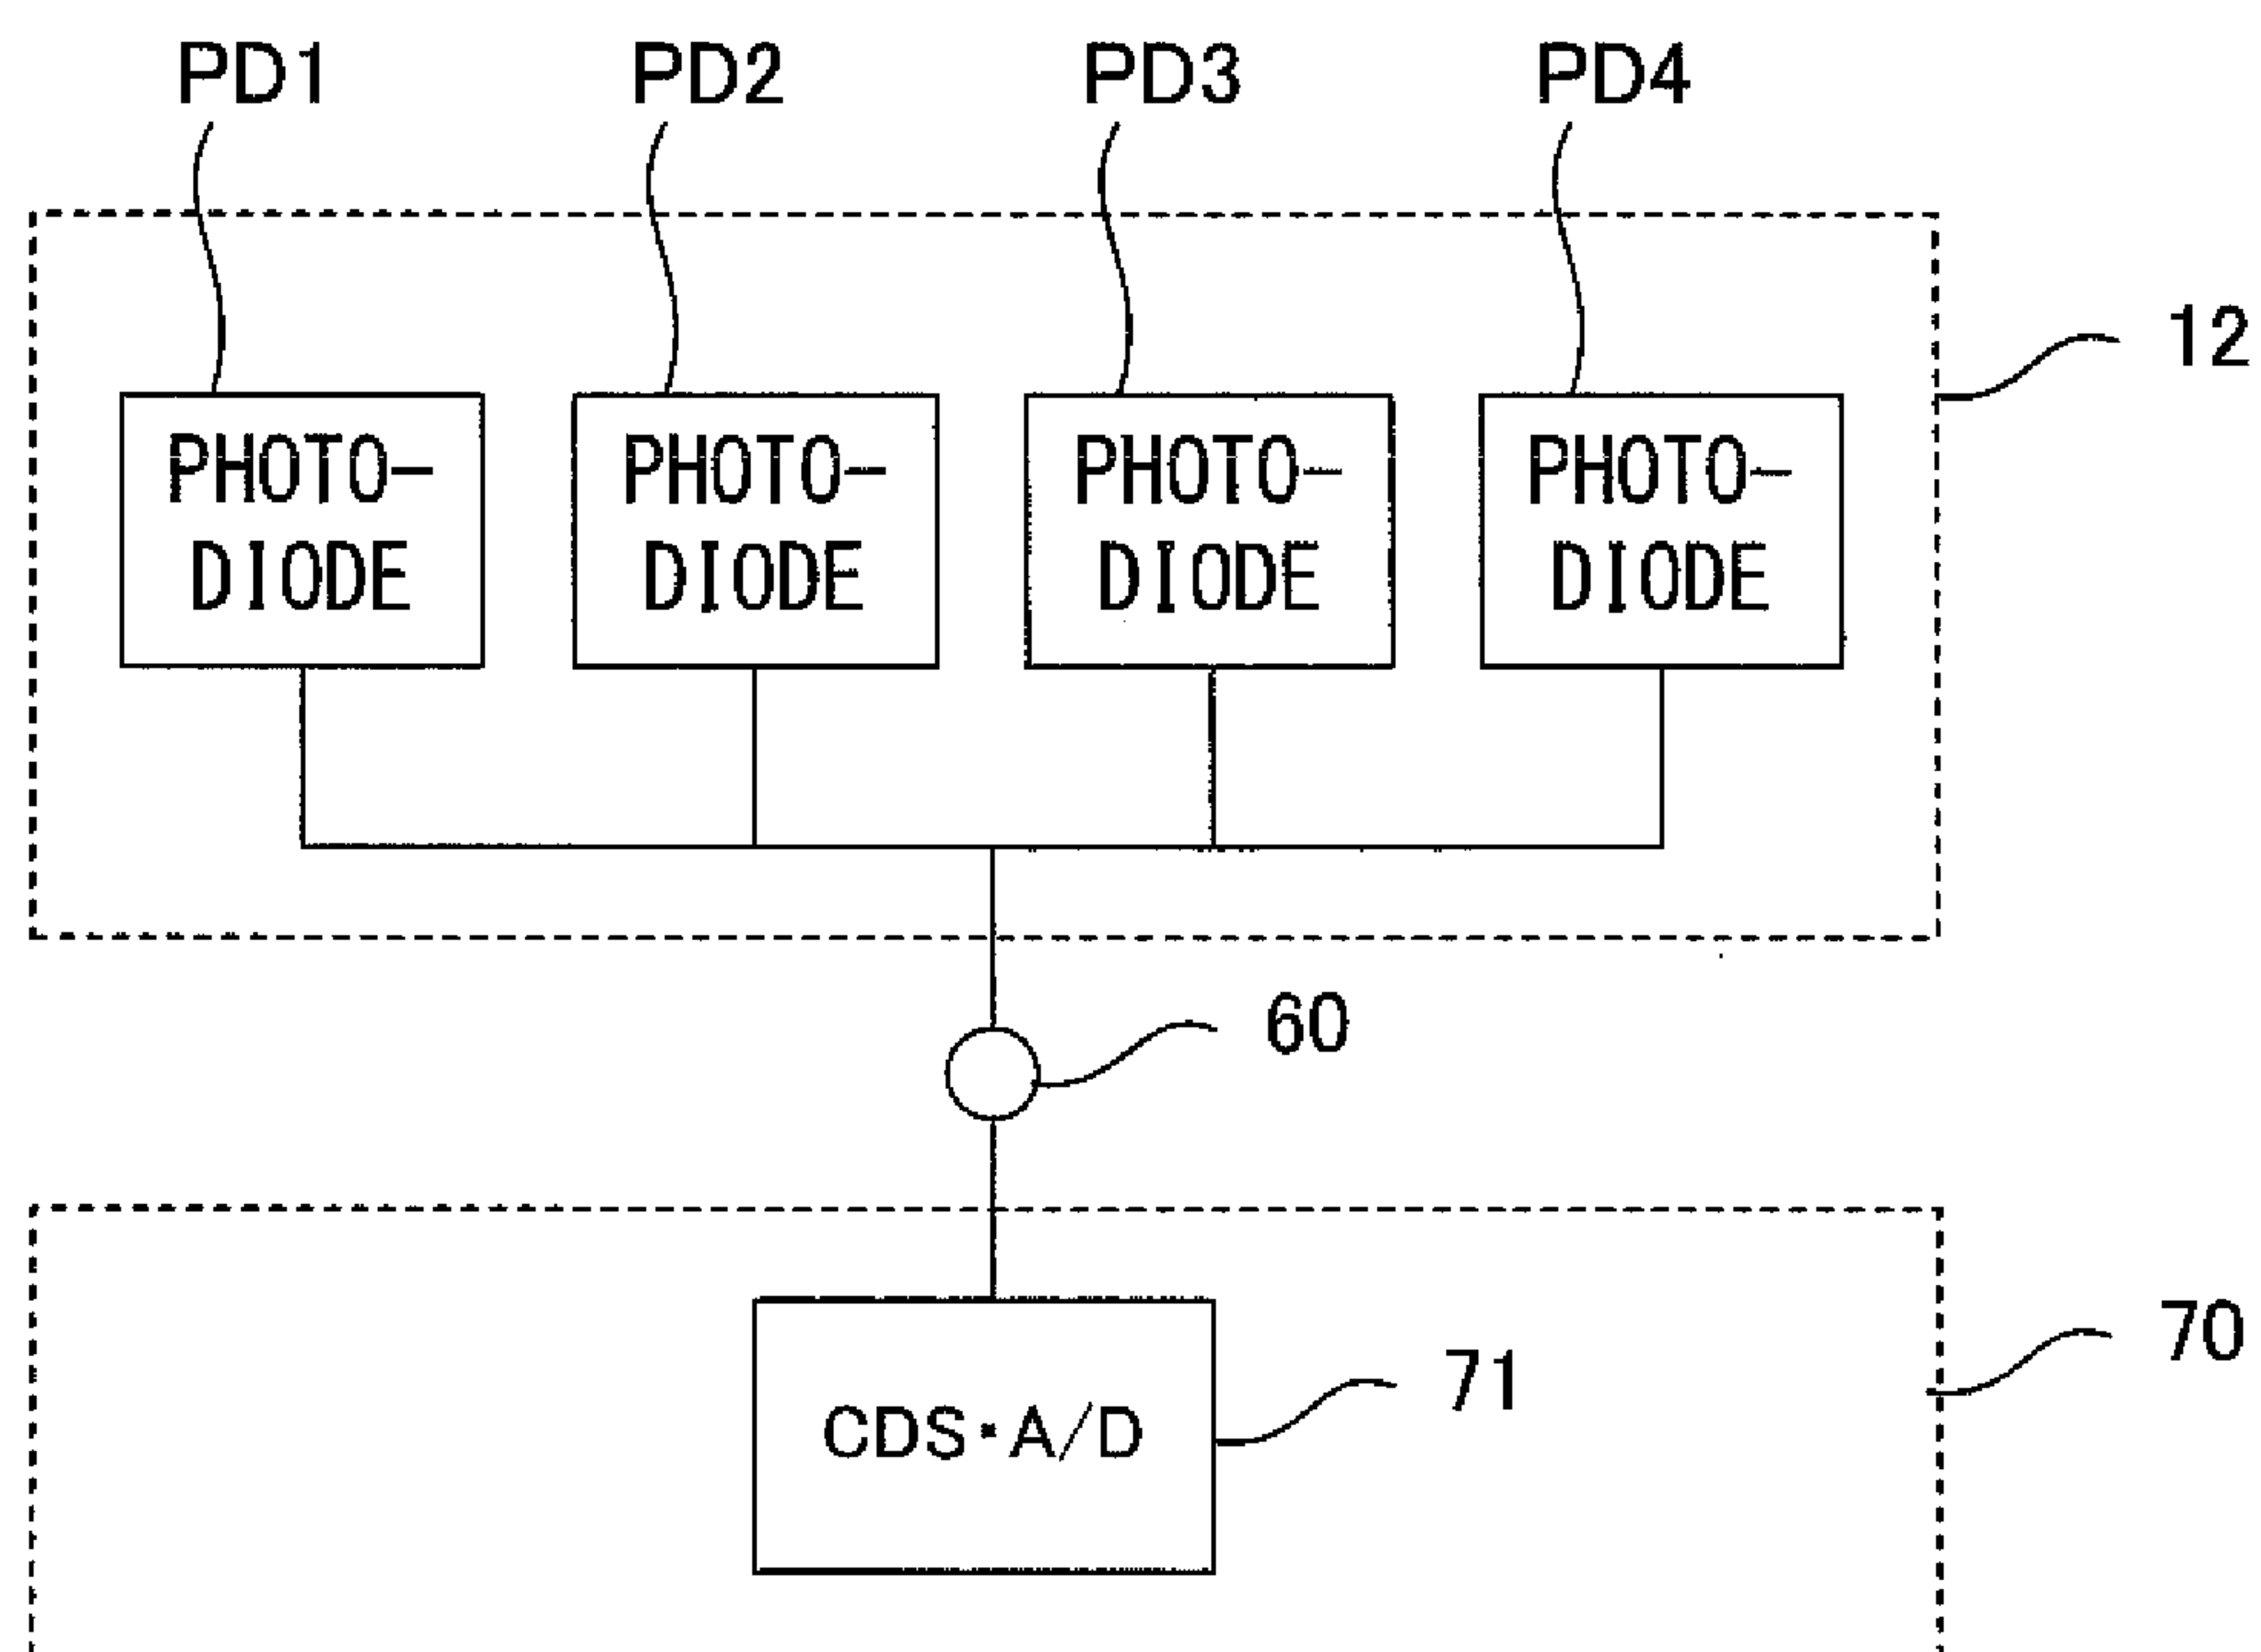 PD1 PD2 PD3 PD4
12
PHOTO- PHOTO- PHOTO- PHOTO-
DIODE DIODE DIODE DIODE
60
70
71
CDS・A/D